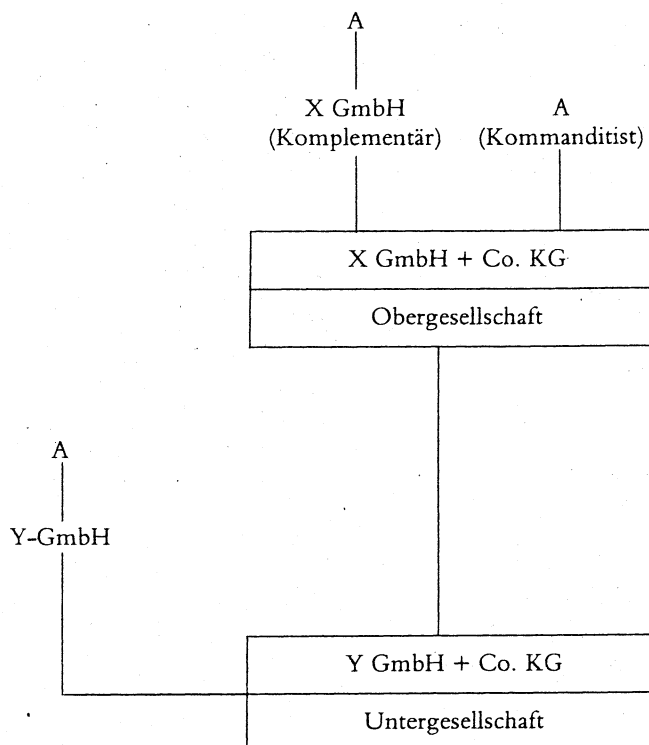 A
X GmbH
(Komplementär)
A
(Kommanditist)
X GmbH + Co. KG
Obergesellschaft
A
Y-GmbH
Y GmbH + Co. KG
Untergesellschaft